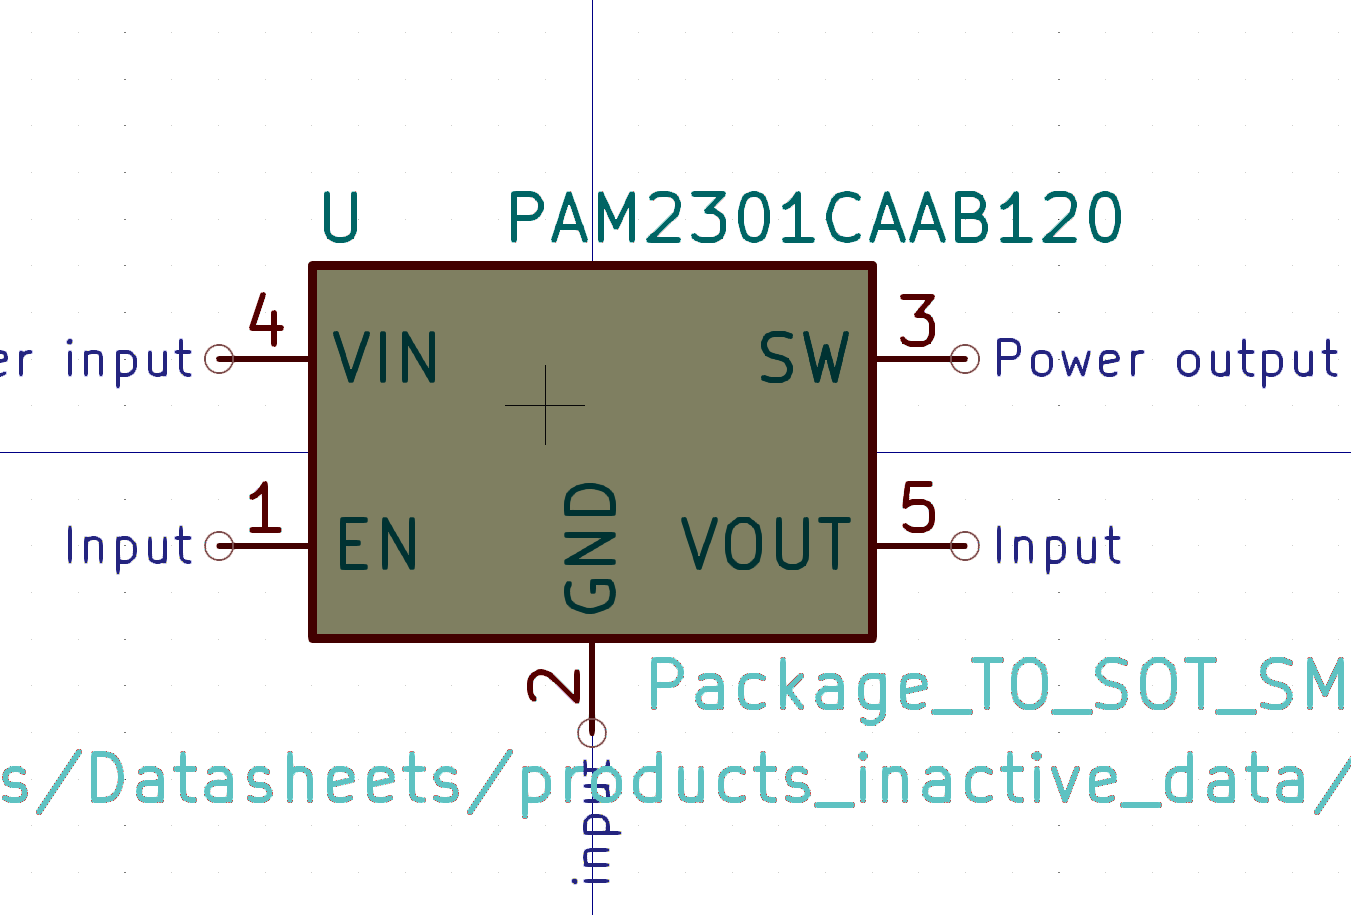 U PAM2301CAAB120
4 3
er input VIN SW Power output
1 5
Input EN GND VOUT Input
2
Package_TO_SOT_SM
s/Datasheets/products_inactive_data/
input